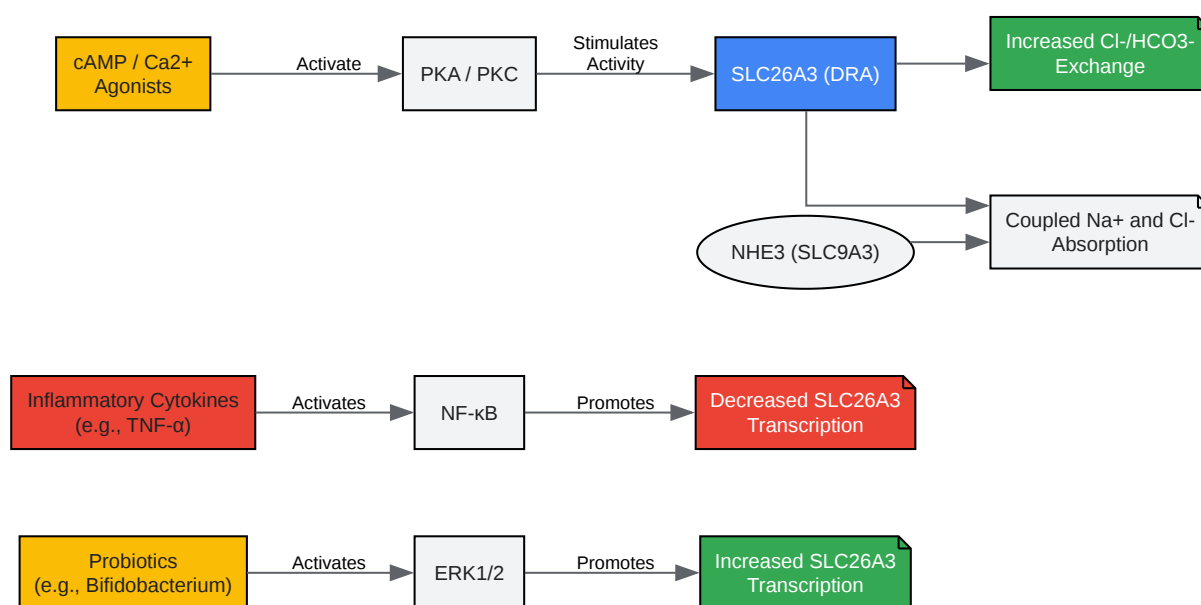 cAMP / Ca2+
Agonists
Activate
PKA / PKC
Stimulates
Activity
SLC26A3 (DRA)
Increased Cl-/HCO3-
Exchange
NHE3 (SLC9A3)
Coupled Na+ and Cl-
Absorption
Inflammatory Cytokines
(e.g., TNF-α)
Activates
NF-κB
Promotes
Decreased SLC26A3
Transcription
Probiotics
(e.g., Bifidobacterium)
Activates
ERK1/2
Promotes
Increased SLC26A3
Transcription